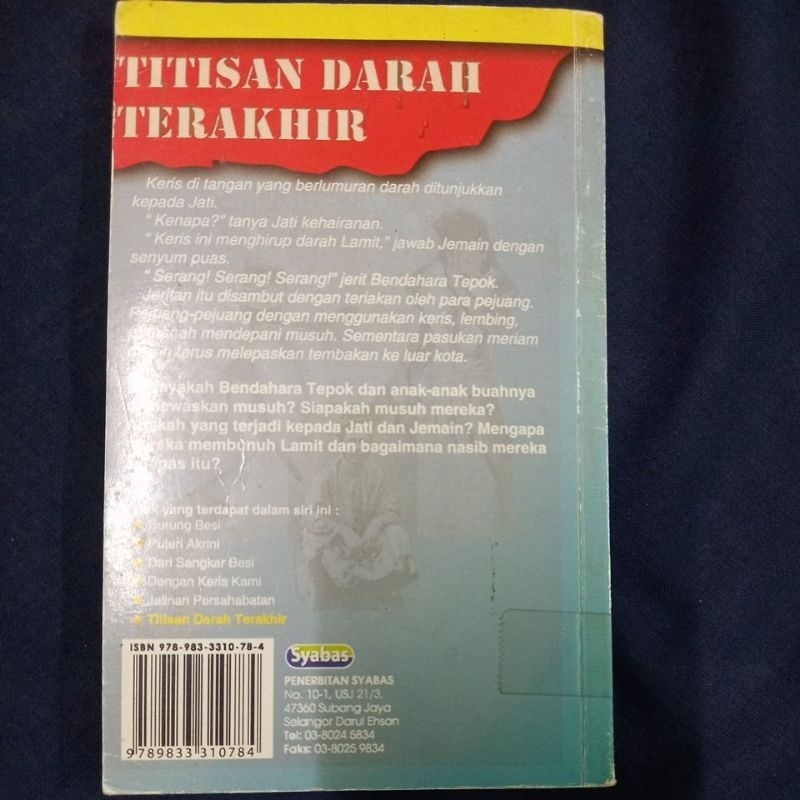 TITISAN DARAH
TERAKHIR
Keris di tangan yang berlumuran darah ditunjukkan
kepada Jati.
" Kenapa?" tanya Jati kehairanan.
" Keris ini menghirup darah Lamit," jawab Jemain dengan
senyum puas.
" Serang! Serang! Serang!" jerit Bendahara Tepok.
Jeritan itu disambut dengan teriakan oleh para pejuang.
Pejuang-pejuang dengan menggunakan keris, lembing,
mendepani musuh. Sementara pasukan meriam
terus melepaskan tembakan ke luar kota.
Bendahara Tepok dan anak-anak buahnya
musuh? Siapakah musuh mereka?
yang terjadi kepada Jati dan Jemain? Mengapa
membunuh Lamit dan bagaimana nasib mereka
itu?
yang terdapat dalam siri ini :
Burung Besi
Puteri Akrini
Dari Sangkar Besi
Dengan Keris Kami
Jalinan Persahabatan
Titisan Darah Terakhir
ISBN 978-983-3310-78-4
9789833 310784
Syabas
PENERBITAN SYABAS
No. 10-1, USJ 21/3,
47360 Subang Jaya
Selangor Darul Ehsan
Tel: 03-8024 5834
Faks: 03-8025 9834